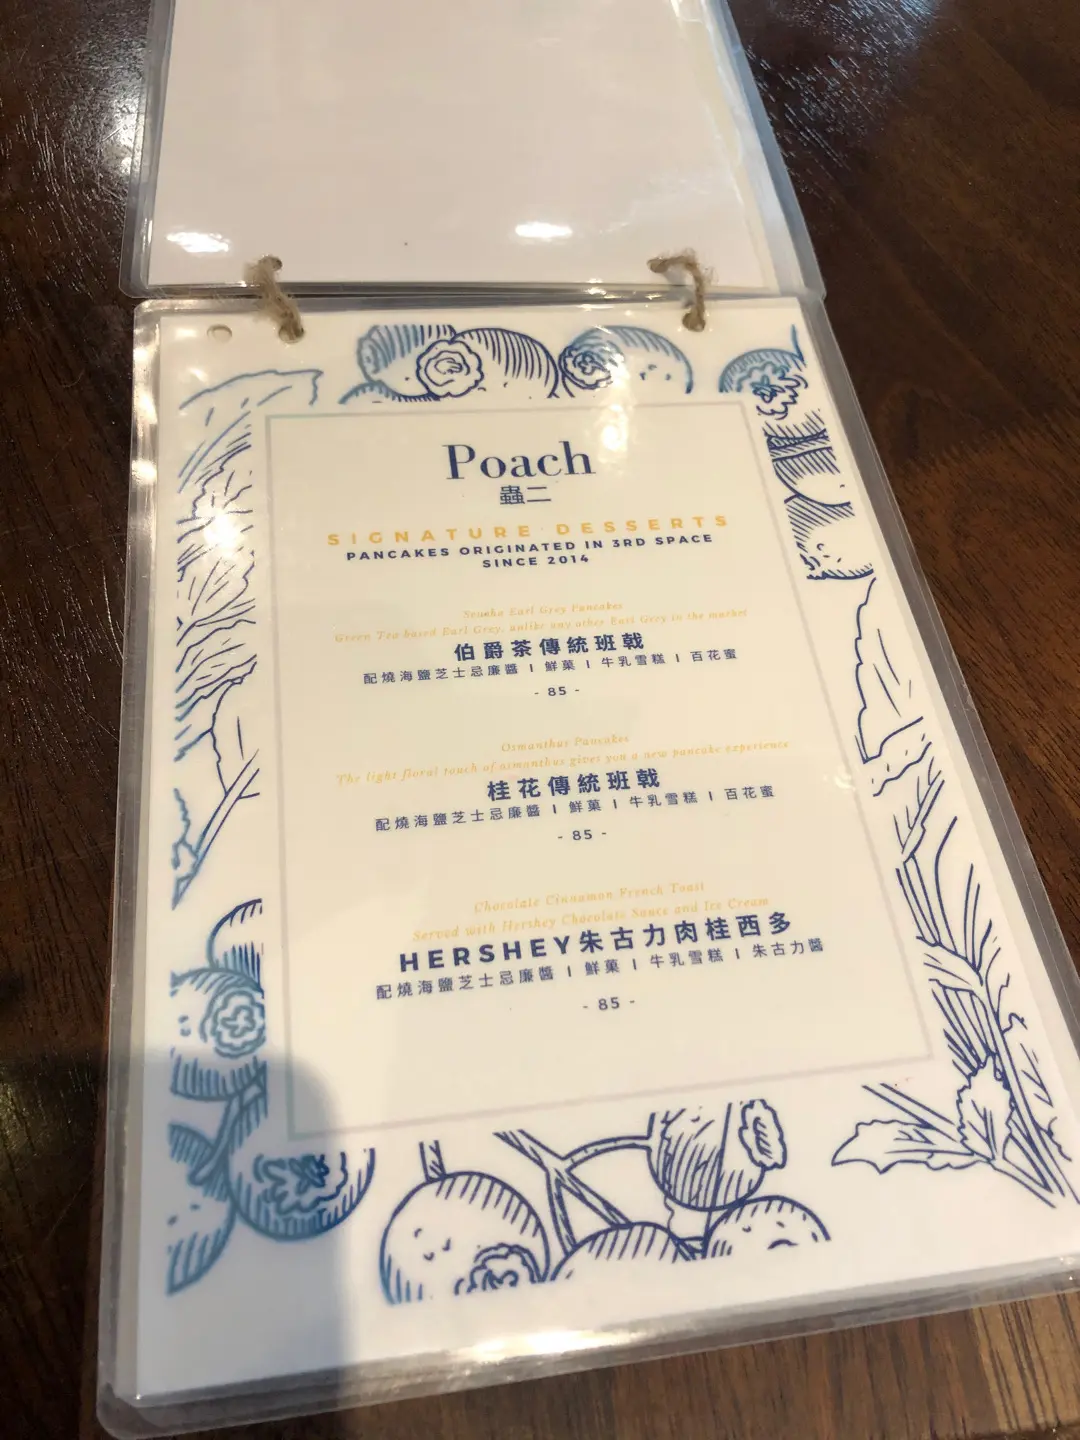 Poach
蟲二
SIGNATURE DESSERTS
PANCAKES ORIGINATED IN 3RD SPACE
SINCE 2014
Earl Grey Pancakes
Green Tea based Earl Grey, unlike any other Earl Grey in the market
伯爵茶傳統班戟
配燒海鹽芝士忌廉醬 I 鮮菓 I 牛乳雪糕 I 百花蜜
- 85 -
Osmanthus Pancakes
The light floral touch of osmanthus gives you a new pancake experience
桂花傳統班戟
配燒海鹽芝士忌廉醬 I 鮮菓 I 牛乳雪糕 I 百花蜜
- 85 -
Chocolate Cinnamon French Toast
Served with Hershey Chocolate Sauce and Ice Cream
HERSHEY朱古力肉桂西多
配燒海鹽芝士忌廉醬 I 鮮菓 I 牛乳雪糕 I 朱古力醬
- 85 -